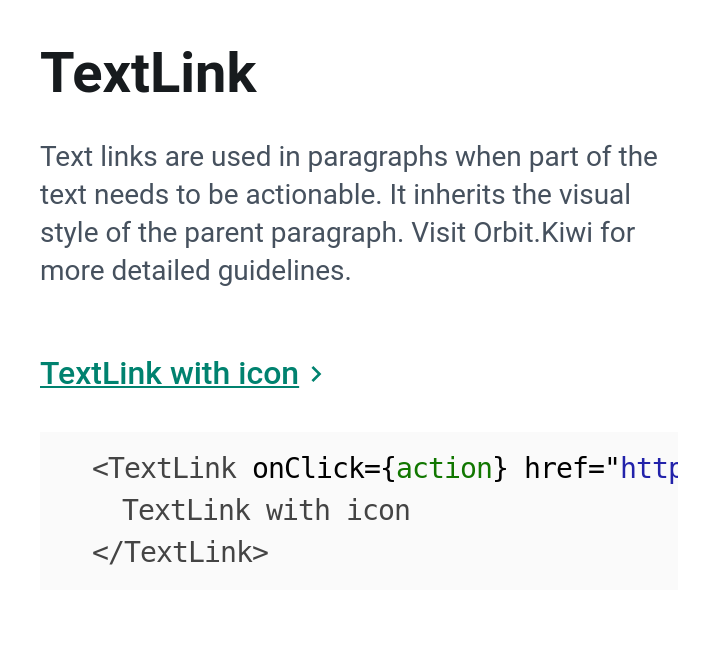 TextLink
Text links are used in paragraphs when part of the
text needs to be actionable. It inherits the visual
style of the parent paragraph. Visit Orbit.Kiwi for
more detailed guidelines.
TextLink with icon
<TextLink onClick={action} href="http
TextLink with icon
</TextLink>